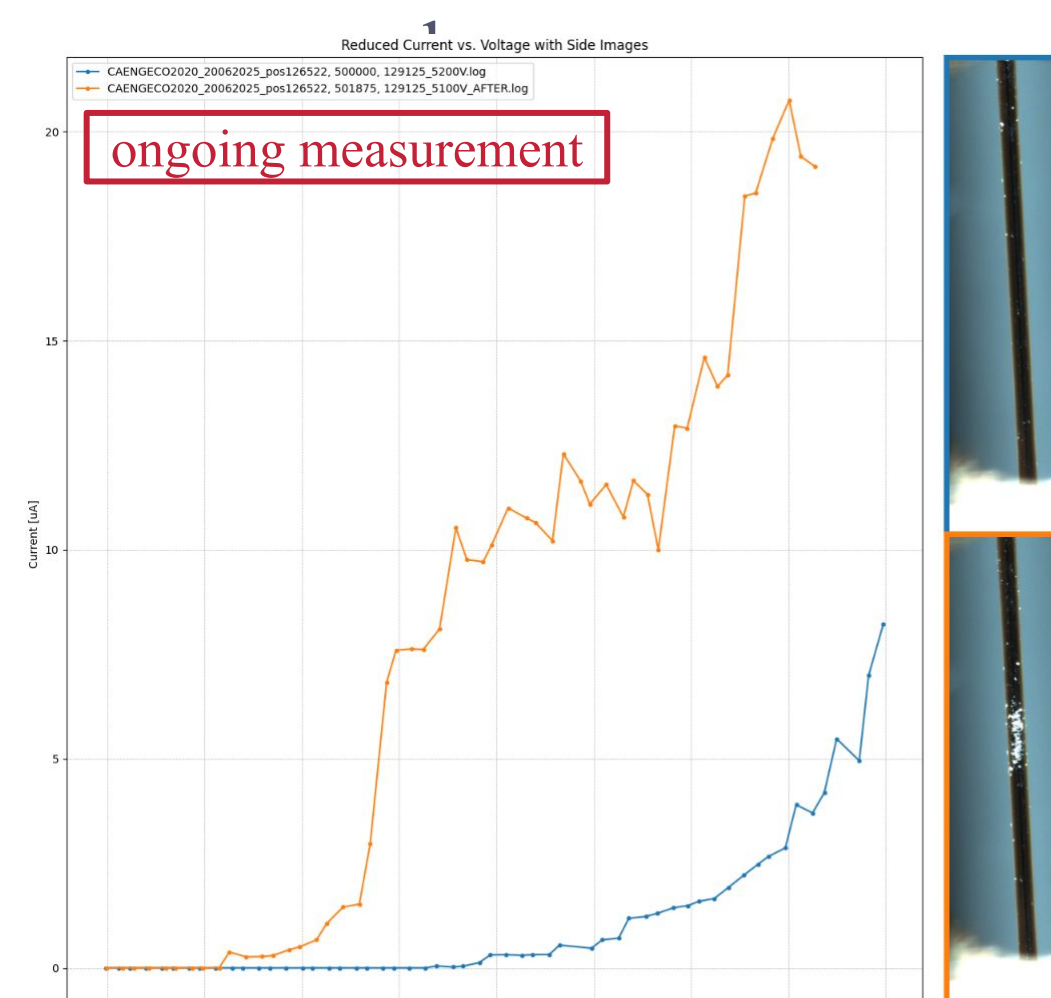 Reduced Current vs. Voltage with Side Images
CAENGECO2020_20062025_pos126522, 500000, 129125_5200V.log
CAENGECO2020_20062025_pos126522, 501875, 129125_5100V_AFTER.log
ongoing measurement
20
15
Current [uA]
10
5
0